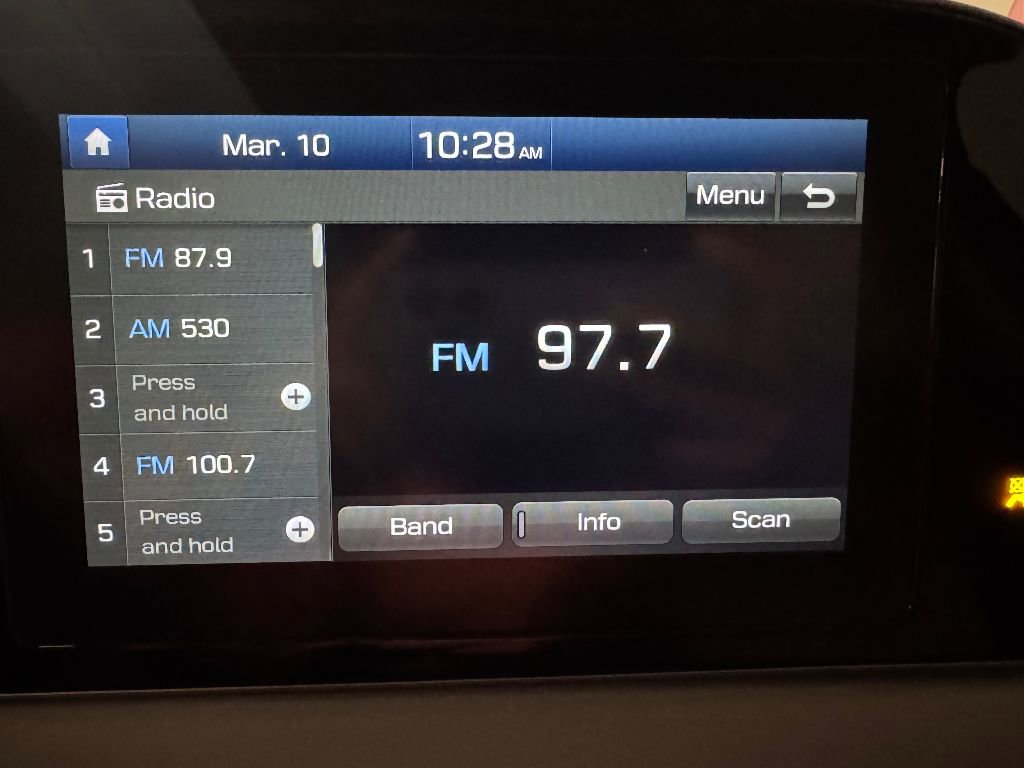 Mar. 10 10:28 AM
Radio Menu
1 FM 87.9
2 AM 530
3 Press
and hold
4 FM 100.7
5 Press
and hold
FM 97.7
Band Info Scan